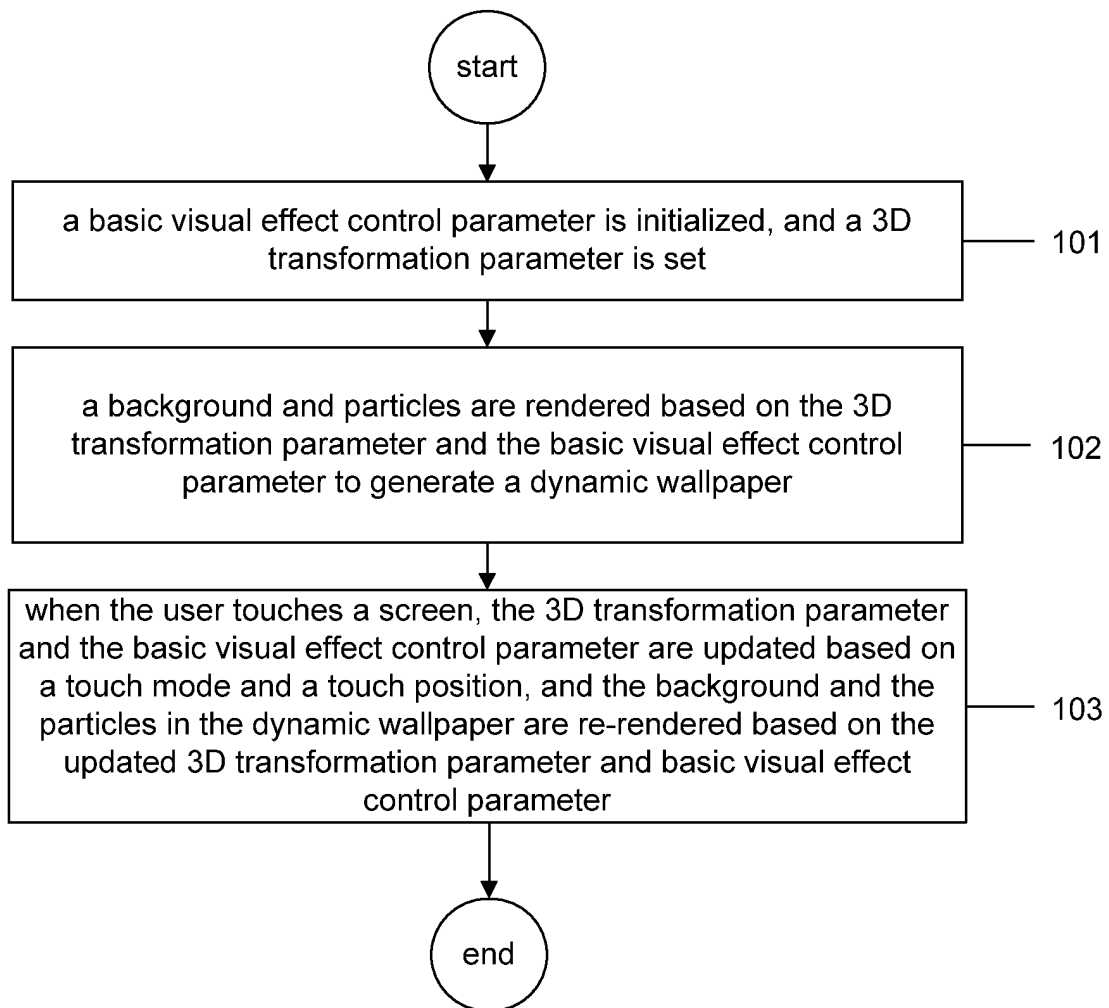 start
a basic visual effect control parameter is initialized, and a 3D
transformation parameter is set
101
a background and particles are rendered based on the 3D
transformation parameter and the basic visual effect control
parameter to generate a dynamic wallpaper
102
when the user touches a screen, the 3D transformation parameter
and the basic visual effect control parameter are updated based on
a touch mode and a touch position, and the background and the
particles in the dynamic wallpaper are re-rendered based on the
updated 3D transformation parameter and basic visual effect
control parameter
103
end